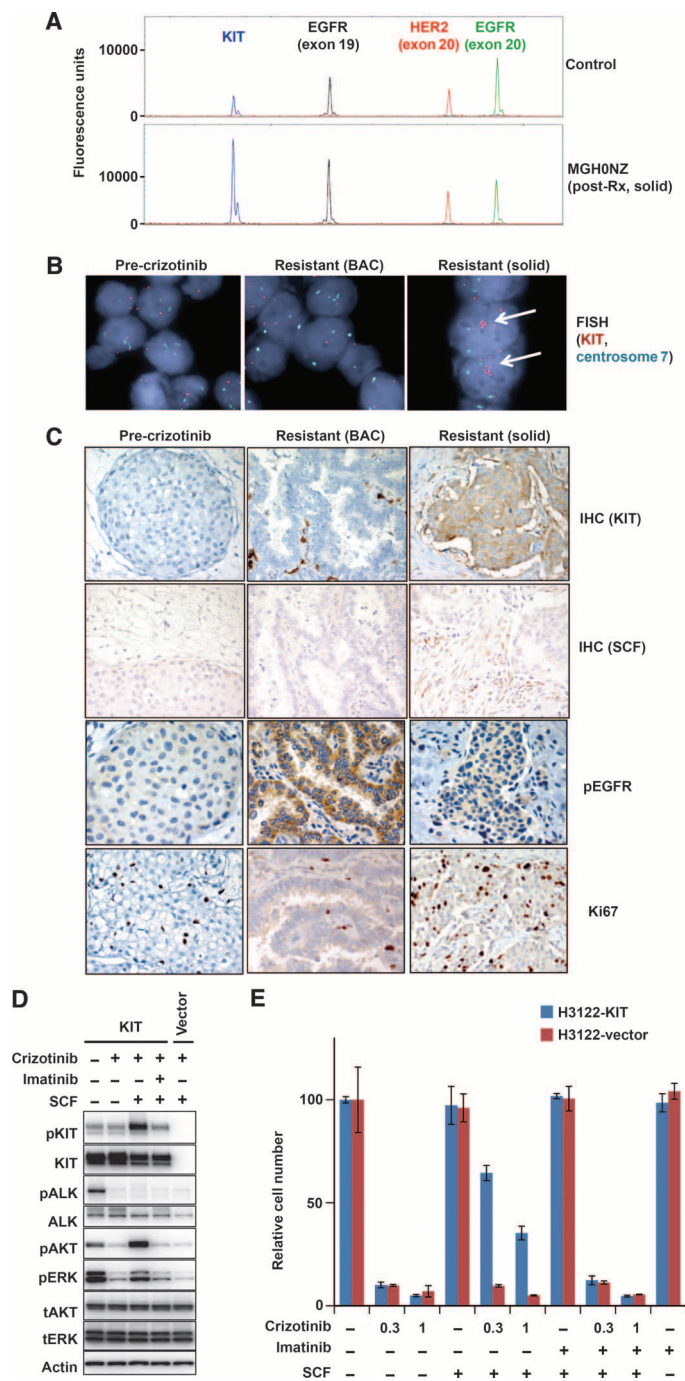 A
KIT
EGFR
(exon 19)
HER2
(exon 20)
EGFR
(exon 20)
Fluorescence units
10000
0
Control
10000
0
MGH0NZ
(post-Rx, solid)
B
Pre-crizotinib
Resistant (BAC)
Resistant (solid)
FISH
(KIT,
centrosome 7)
C
Pre-crizotinib
Resistant (BAC)
Resistant (solid)
IHC (KIT)
IHC (SCF)
pEGFR
Ki67
D
KIT
Vector
Crizotinib – + + + +
Imatinib – – – + –
SCF – – + + +
pKIT
KIT
pALK
ALK
pAKT
pERK
tAKT
tERK
Actin
E
H3122-KIT
H3122-vector
Relative cell number
100
50
0
Crizotinib – 0.3 1 – 0.3 1 – 0.3 1 –
Imatinib – – – – – – + + + +
SCF – – – + + + + + + –